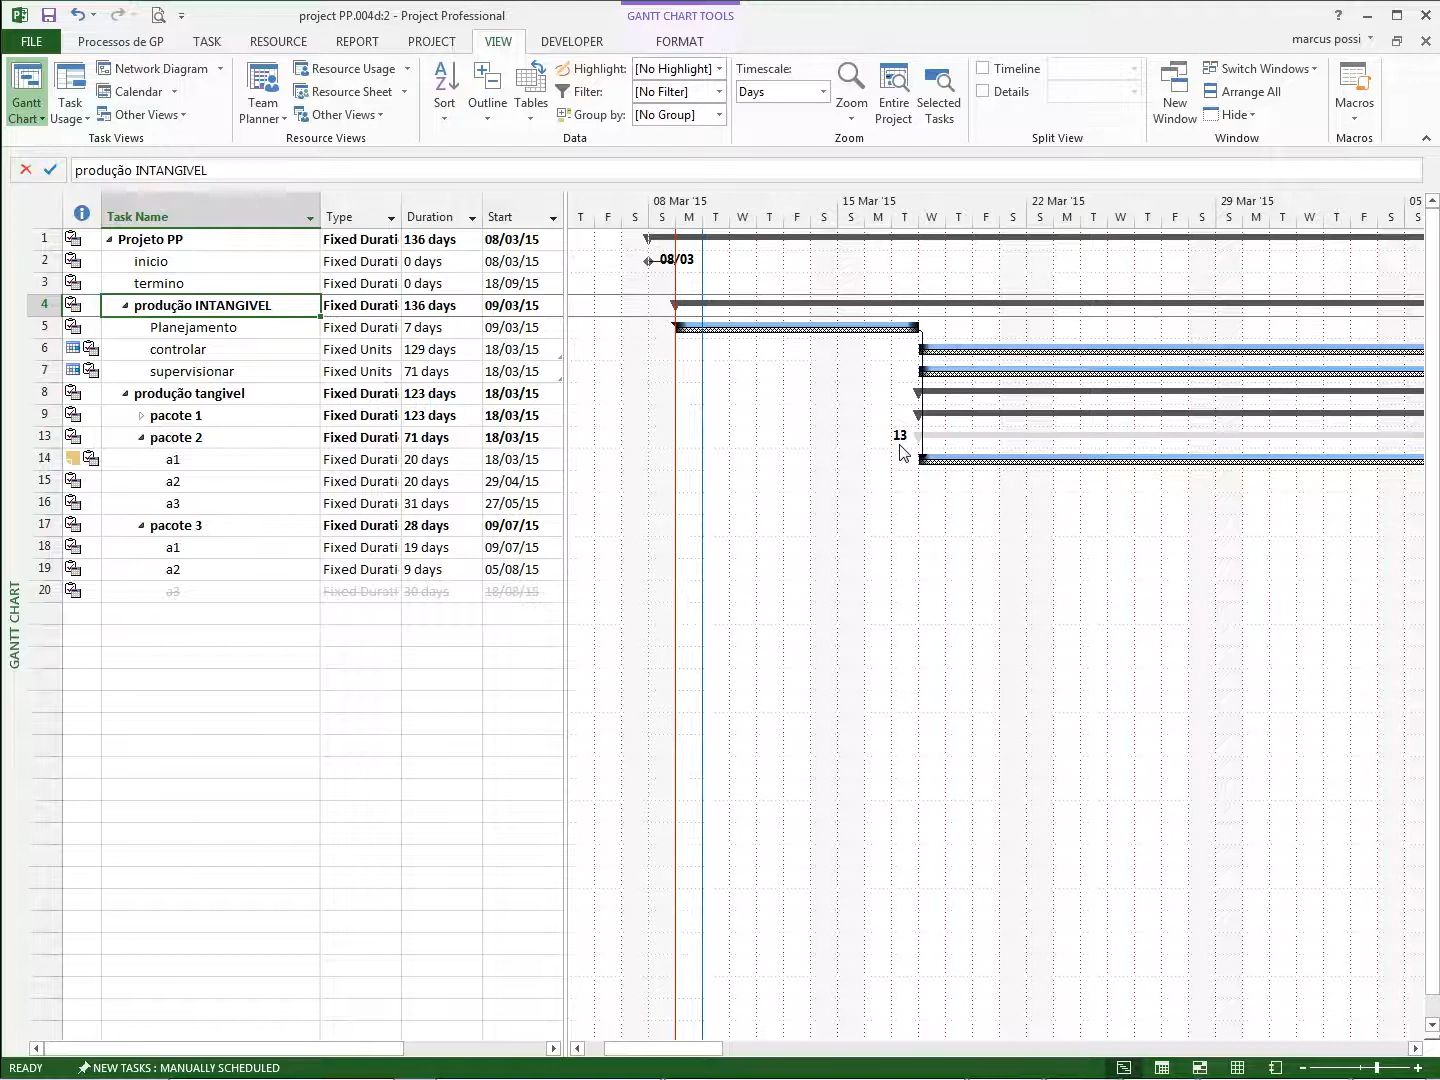 project PP.004d:2 - Project Professional
GANTT CHART TOOLS
FILE Processos de GP TASK RESOURCE REPORT PROJECT VIEW DEVELOPER FORMAT marcus possi
Gantt Chart
Task Usage
Network Diagram
Calendar
Other Views
Task Views
Team Planner
Resource Usage
Resource Sheet
Other Views
Resource Views
Sort
Outline
Tables
Highlight: [No Highlight]
Filter: [No Filter]
Group by: [No Group]
Data
Timescale:
Days
Zoom
Entire Project
Selected Tasks
Zoom
Timeline
Details
Split View
New Window
Switch Windows
Arrange All
Hide
Window
Macros
Macros
produção INTANGIVEL
Task Name Type Duration Start
1 Projeto PP Fixed Durati 136 days 08/03/15
2 inicio Fixed Durati 0 days 08/03/15
3 termino Fixed Durati 0 days 18/09/15
4 produção INTANGIVEL Fixed Durati 136 days 09/03/15
5 Planejamento Fixed Durati 7 days 09/03/15
6 controlar Fixed Units 129 days 18/03/15
7 supervisionar Fixed Units 71 days 18/03/15
8 produção tangivel Fixed Durati 123 days 18/03/15
9 pacote 1 Fixed Durati 123 days 18/03/15
13 pacote 2 Fixed Durati 71 days 18/03/15
14 a1 Fixed Durati 20 days 18/03/15
15 a2 Fixed Durati 20 days 29/04/15
16 a3 Fixed Durati 31 days 27/05/15
17 pacote 3 Fixed Durati 28 days 09/07/15
18 a1 Fixed Durati 19 days 09/07/15
19 a2 Fixed Durati 9 days 05/08/15
20 a3 Fixed Durati 30 days 18/08/15
08 Mar '15 15 Mar '15 22 Mar '15 29 Mar '15 05
T F S S M T W T F S S M T W T F S S M T W T F S S M T W T F S S
08/03
13
GANTT CHART
READY NEW TASKS : MANUALLY SCHEDULED